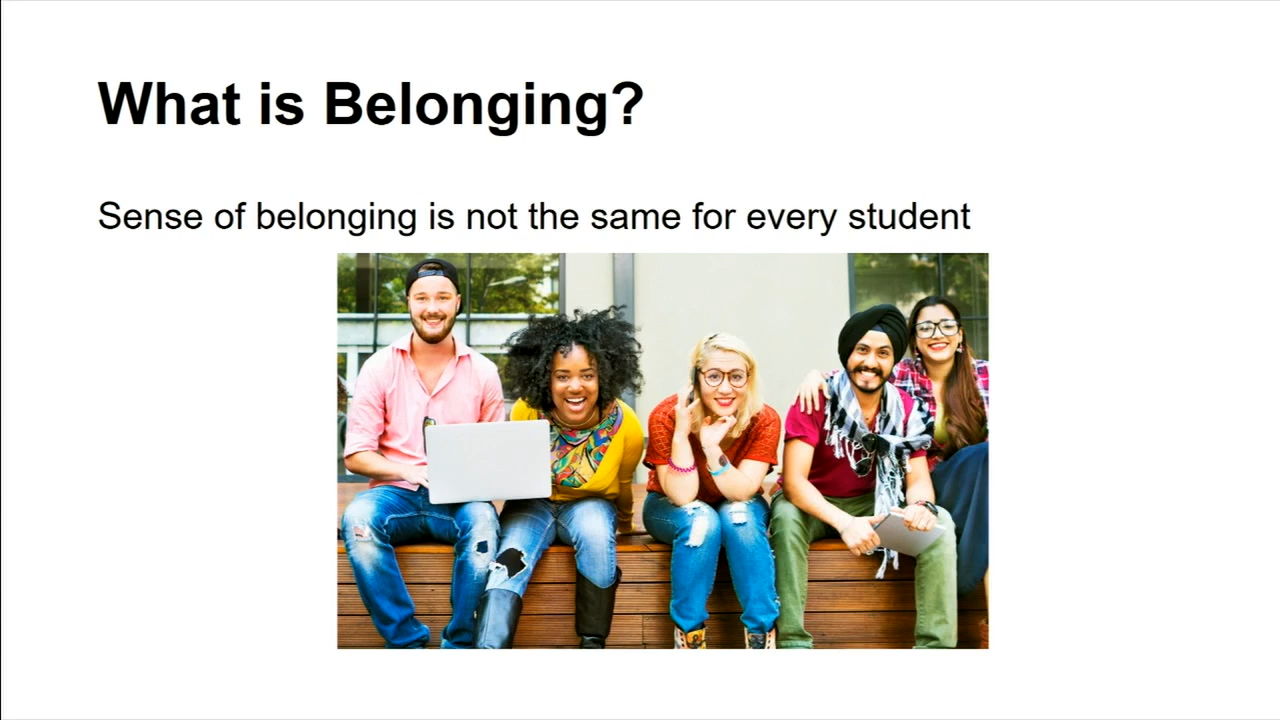 What is Belonging?
Sense of belonging is not the same for every student